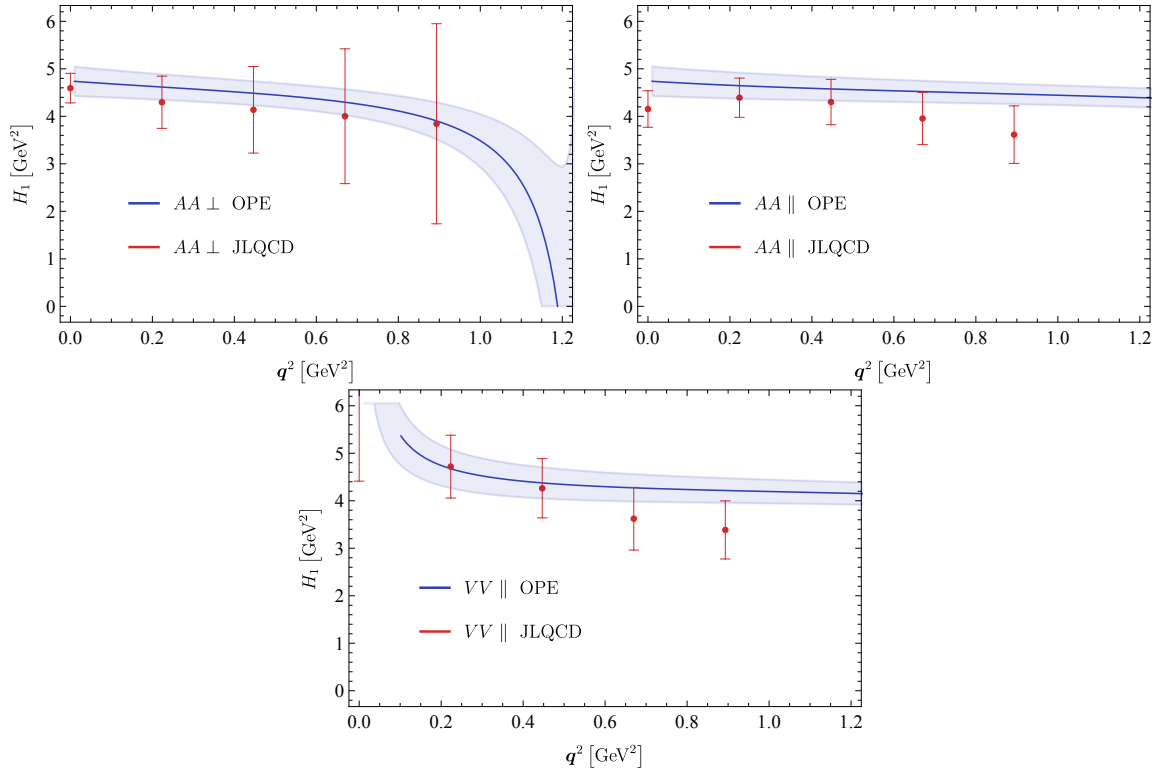 6
5
4
3
2
1
0
H₁ [GeV²]
AA ⊥ OPE
AA ⊥ JLQCD
0.0 0.2 0.4 0.6 0.8 1.0 1.2
q² [GeV²]
6
5
4
3
2
1
0
H₁ [GeV²]
AA ∥ OPE
AA ∥ JLQCD
0.0 0.2 0.4 0.6 0.8 1.0 1.2
q² [GeV²]
6
5
4
3
2
1
0
H₁ [GeV²]
VV ∥ OPE
VV ∥ JLQCD
0.0 0.2 0.4 0.6 0.8 1.0 1.2
q² [GeV²]